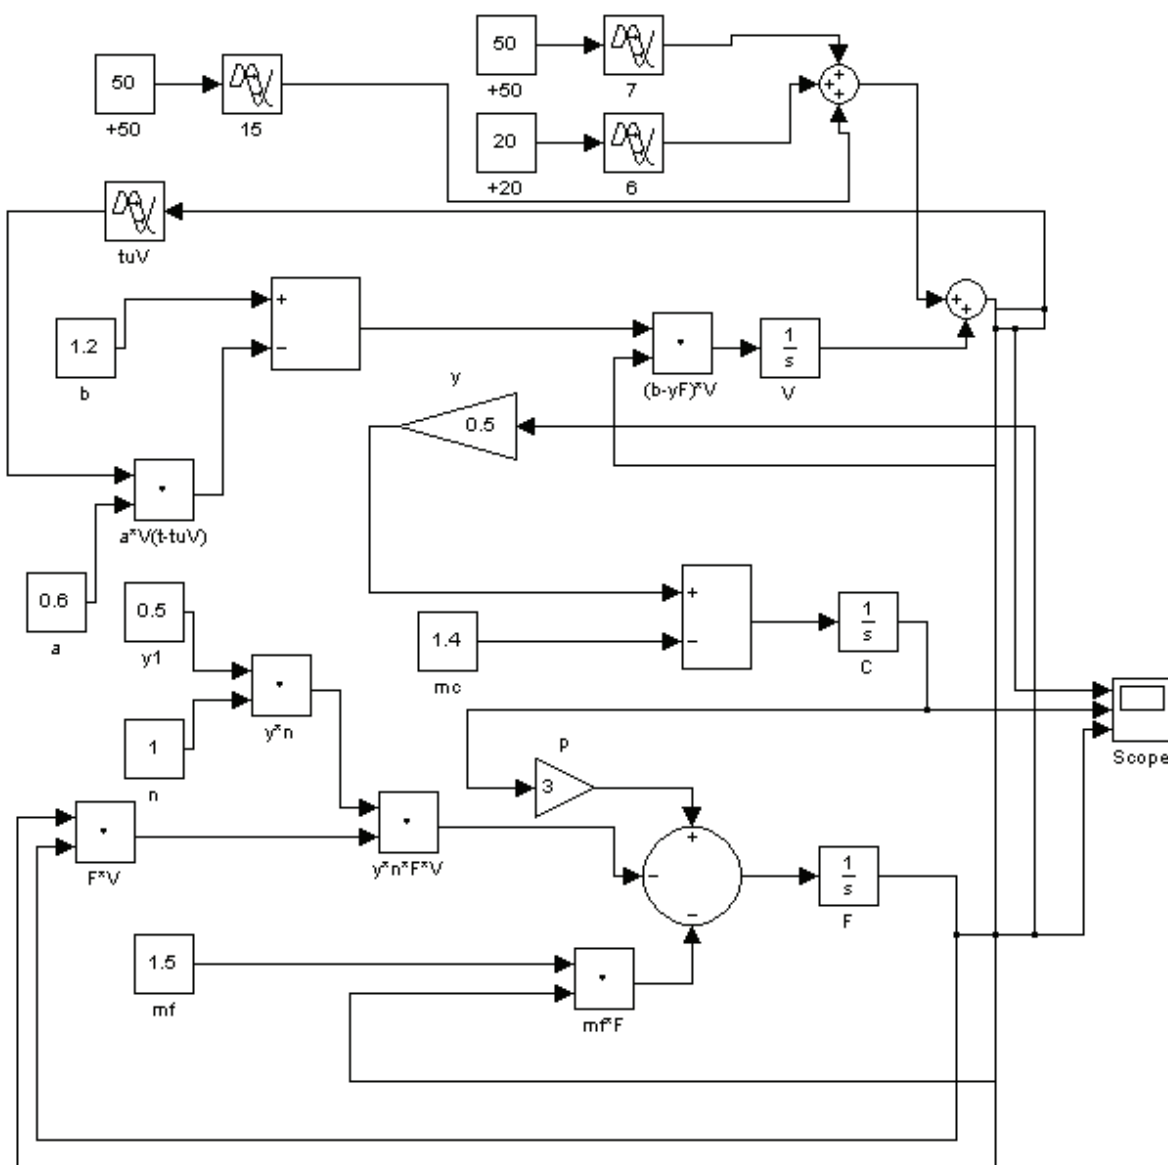 50
+50
7
50
+50
15
20
+20
6
tuV
+
+
+
+
+
1.2
b
+
−
(b-yF)*V
1
s
V
y
0.5
a*V(t-tuV)
0.6
a
0.5
y1
+
−
1.4
mc
1
s
C
y*n
1
n
p
3
Scope
F*V
y*n*F*V
+
−
−
1
s
F
1.5
mf
mf*F